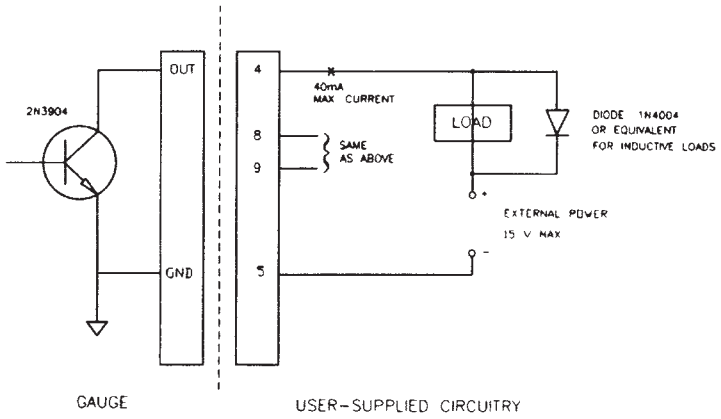 OUT
4
40mA
MAX CURRENT
2N3904
8
SAME
AS ABOVE
9
LOAD
DIODE 1N4004
OR EQUIVALENT
FOR INDUCTIVE LOADS
+
EXTERNAL POWER
15 V MAX
-
GND
5
GAUGE
USER-SUPPLIED CIRCUITRY